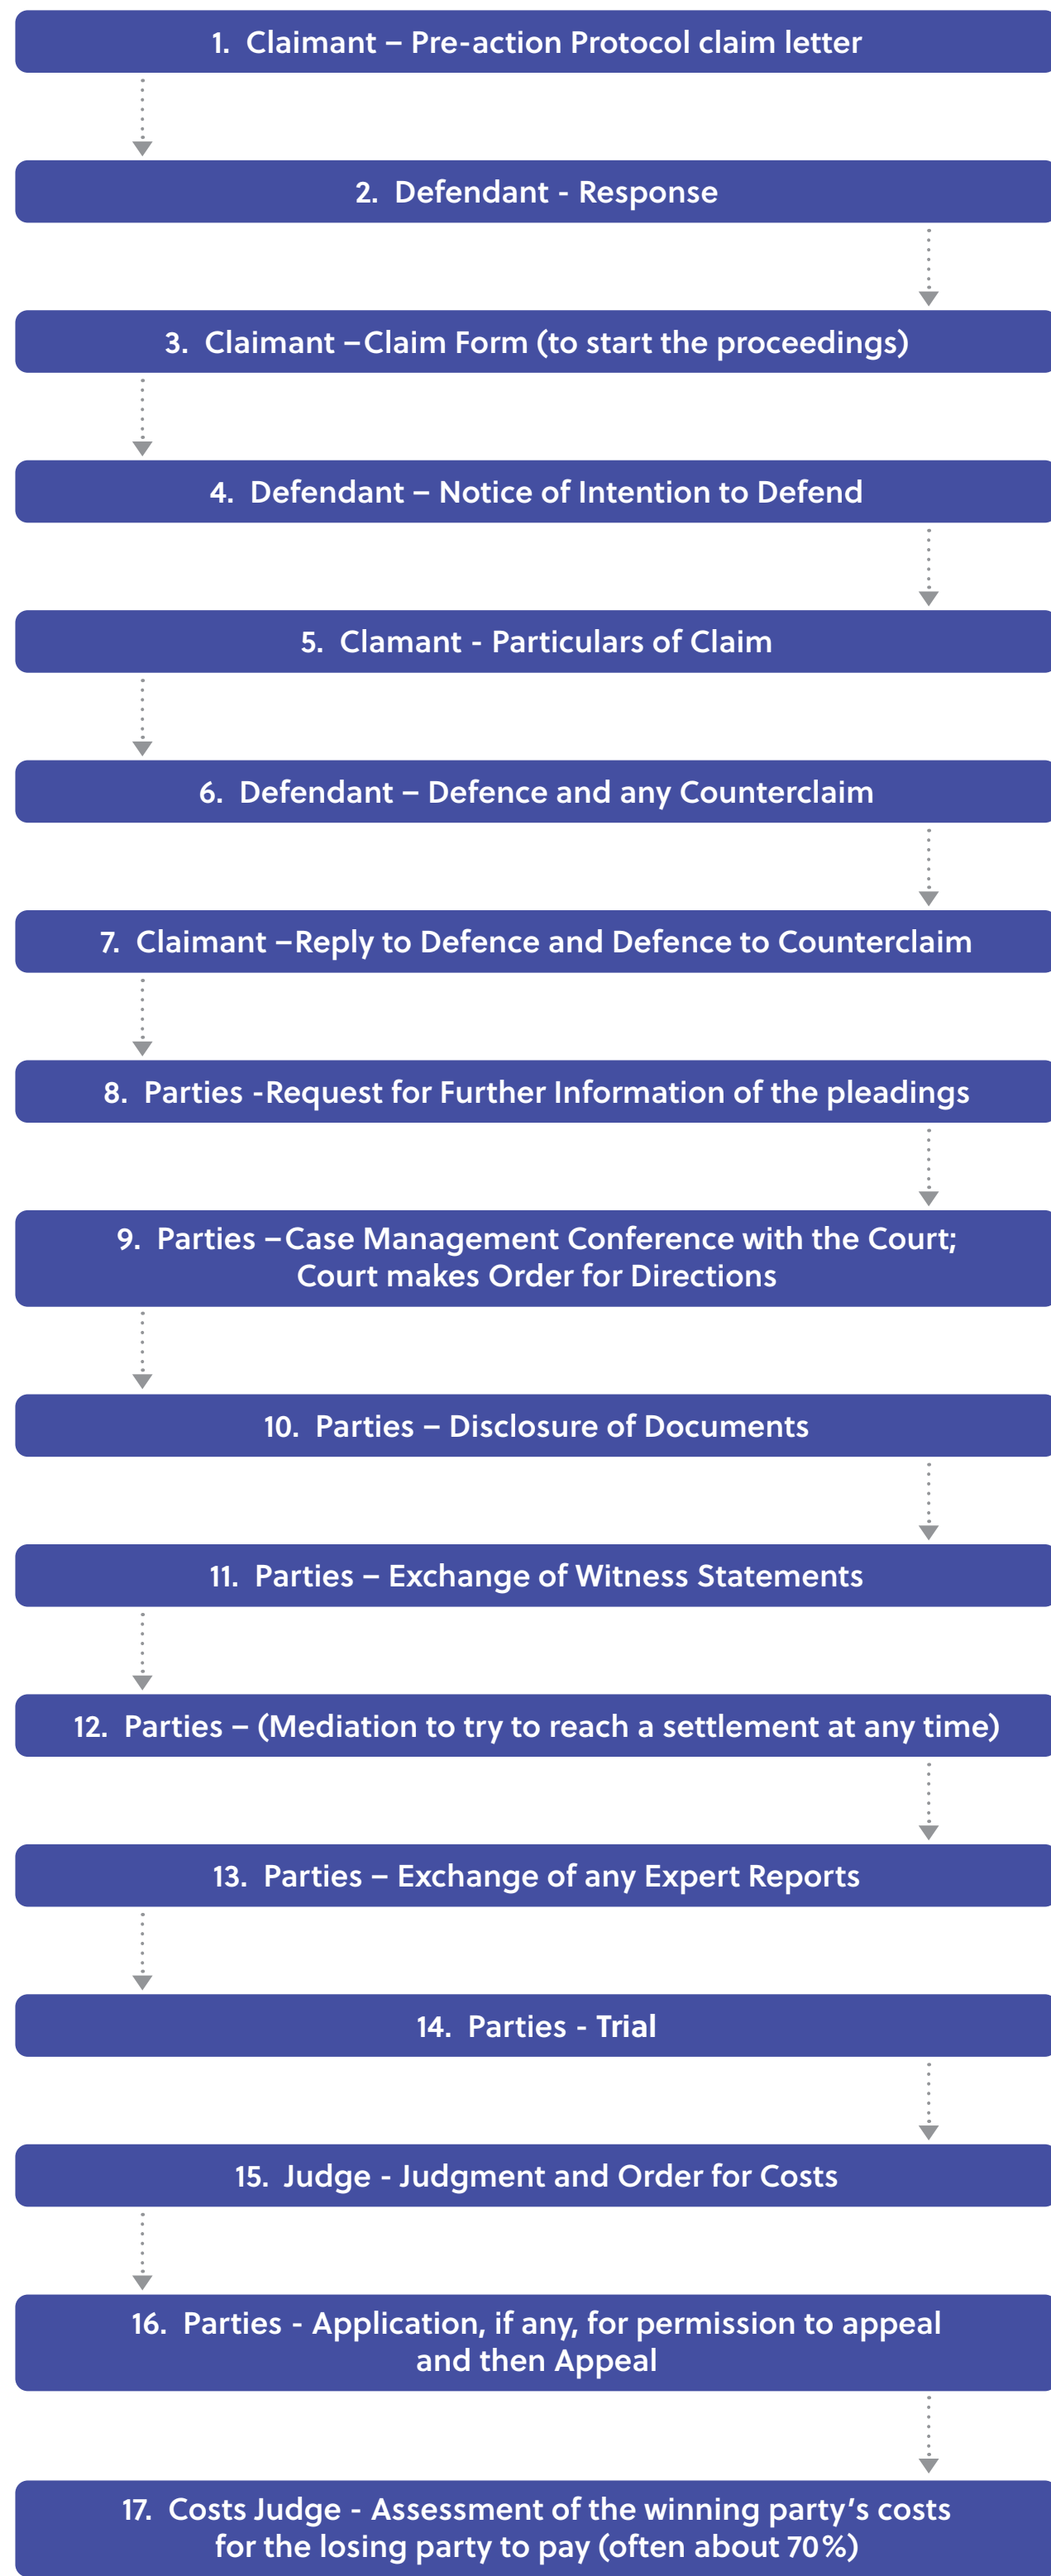 1. Claimant – Pre-action Protocol claim letter
2. Defendant - Response
3. Claimant –Claim Form (to start the proceedings)
4. Defendant – Notice of Intention to Defend
5. Clamant - Particulars of Claim
6. Defendant – Defence and any Counterclaim
7. Claimant –Reply to Defence and Defence to Counterclaim
8. Parties -Request for Further Information of the pleadings
9. Parties –Case Management Conference with the Court;
Court makes Order for Directions
10. Parties – Disclosure of Documents
11. Parties – Exchange of Witness Statements
12. Parties – (Mediation to try to reach a settlement at any time)
13. Parties – Exchange of any Expert Reports
14. Parties - Trial
15. Judge - Judgment and Order for Costs
16. Parties - Application, if any, for permission to appeal
and then Appeal
17. Costs Judge - Assessment of the winning party’s costs
for the losing party to pay (often about 70%)